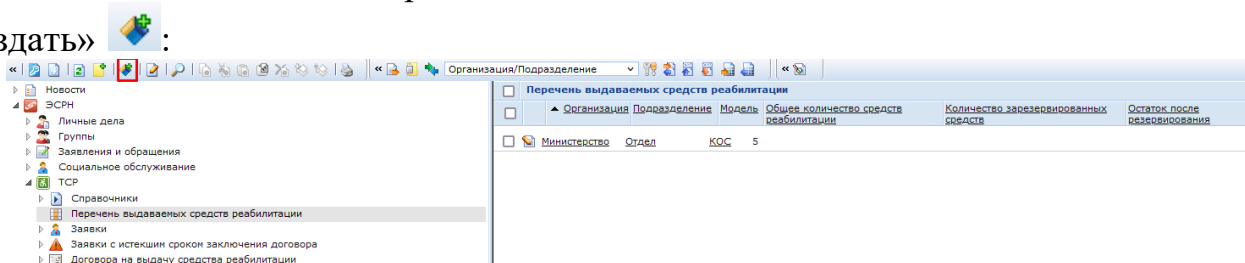 здать» :
« « Организация/Подразделение «
Новости
ЭСРН
Личные дела
Группы
Заявления и обращения
Социальное обслуживание
ТСР
Справочники
Перечень выдаваемых средств реабилитации
Заявки
Заявки с истекшим сроком заключения договора
Договора на выдачу средства реабилитации
Перечень выдаваемых средств реабилитации
Организация Подразделение Модель Общее количество средств реабилитации Количество зарезервированных средств Остаток после резервирования
Министерство Отдел КОС 5